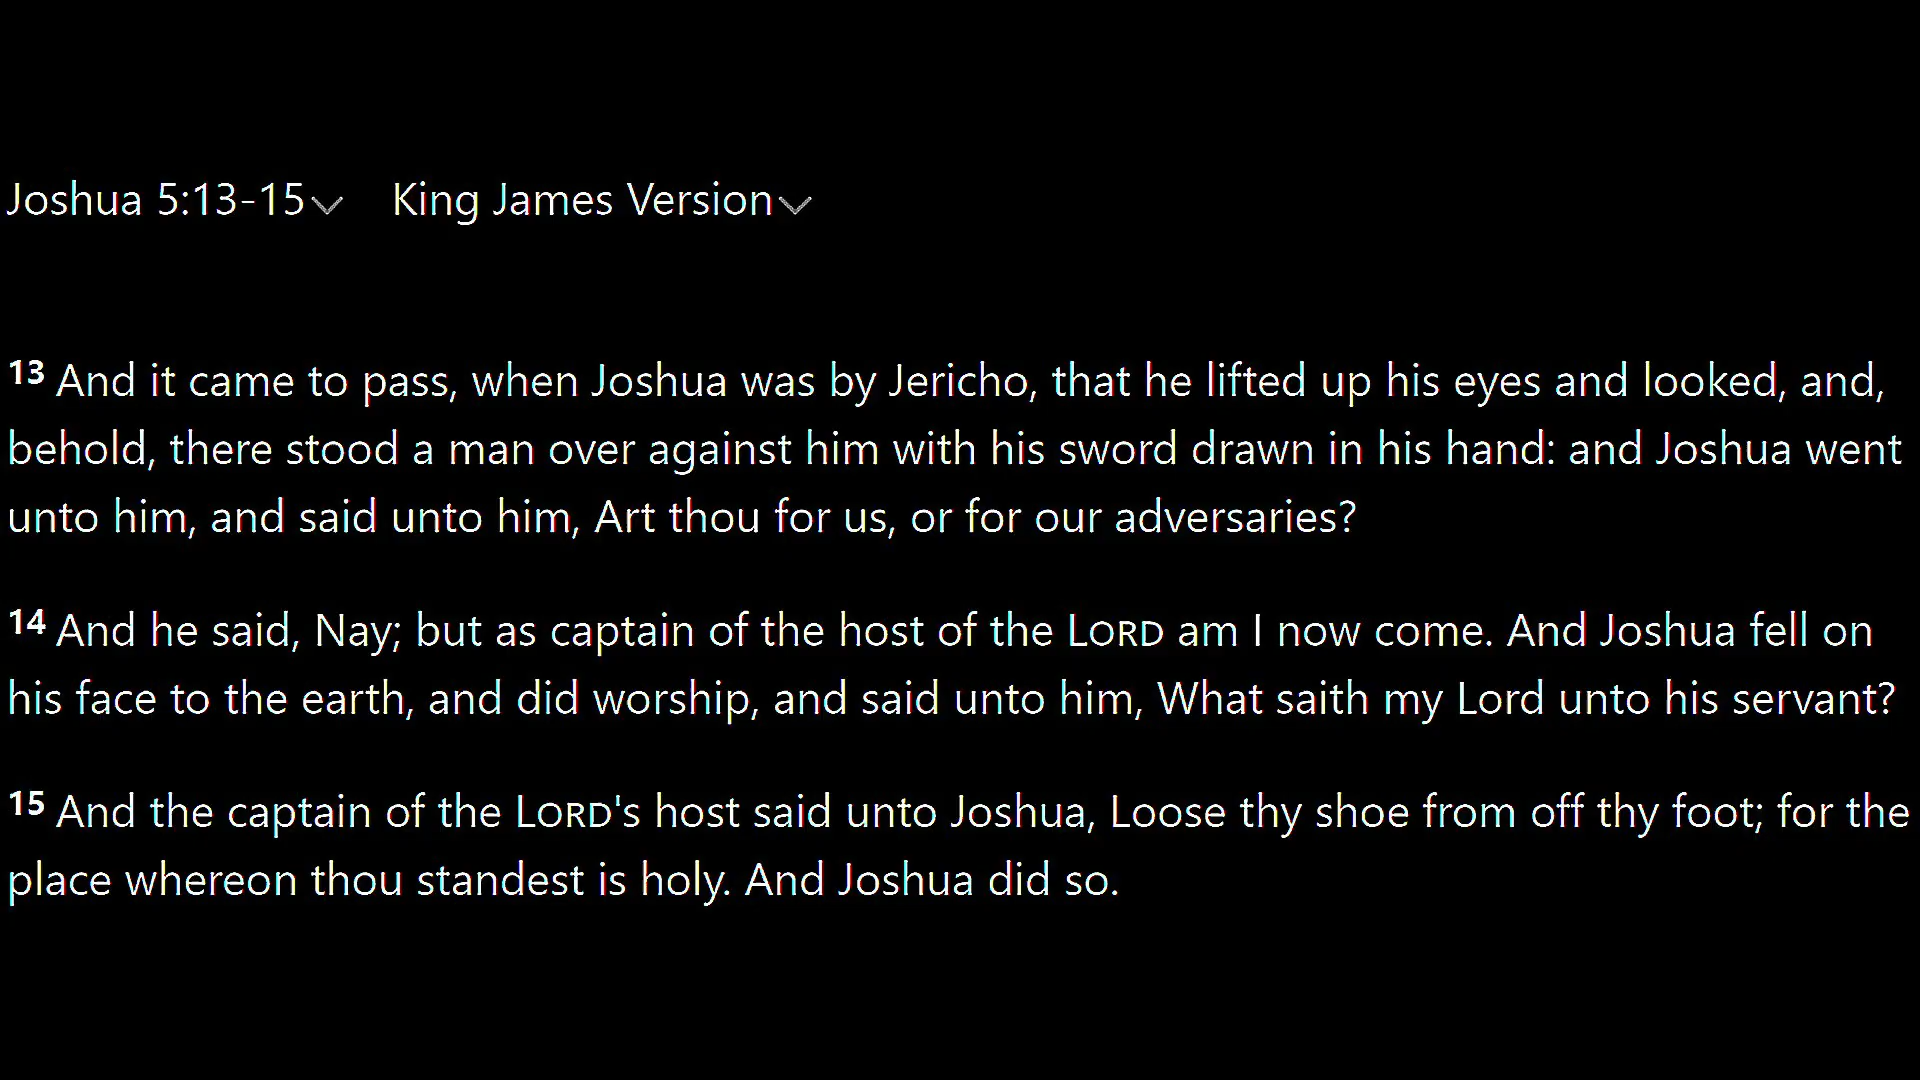 Joshua 5:13-15 King James Version
13 And it came to pass, when Joshua was by Jericho, that he lifted up his eyes and looked, and,
behold, there stood a man over against him with his sword drawn in his hand: and Joshua went
unto him, and said unto him, Art thou for us, or for our adversaries?
14 And he said, Nay; but as captain of the host of the LORD am I now come. And Joshua fell on
his face to the earth, and did worship, and said unto him, What saith my Lord unto his servant?
15 And the captain of the LORD's host said unto Joshua, Loose thy shoe from off thy foot; for the
place whereon thou standest is holy. And Joshua did so.